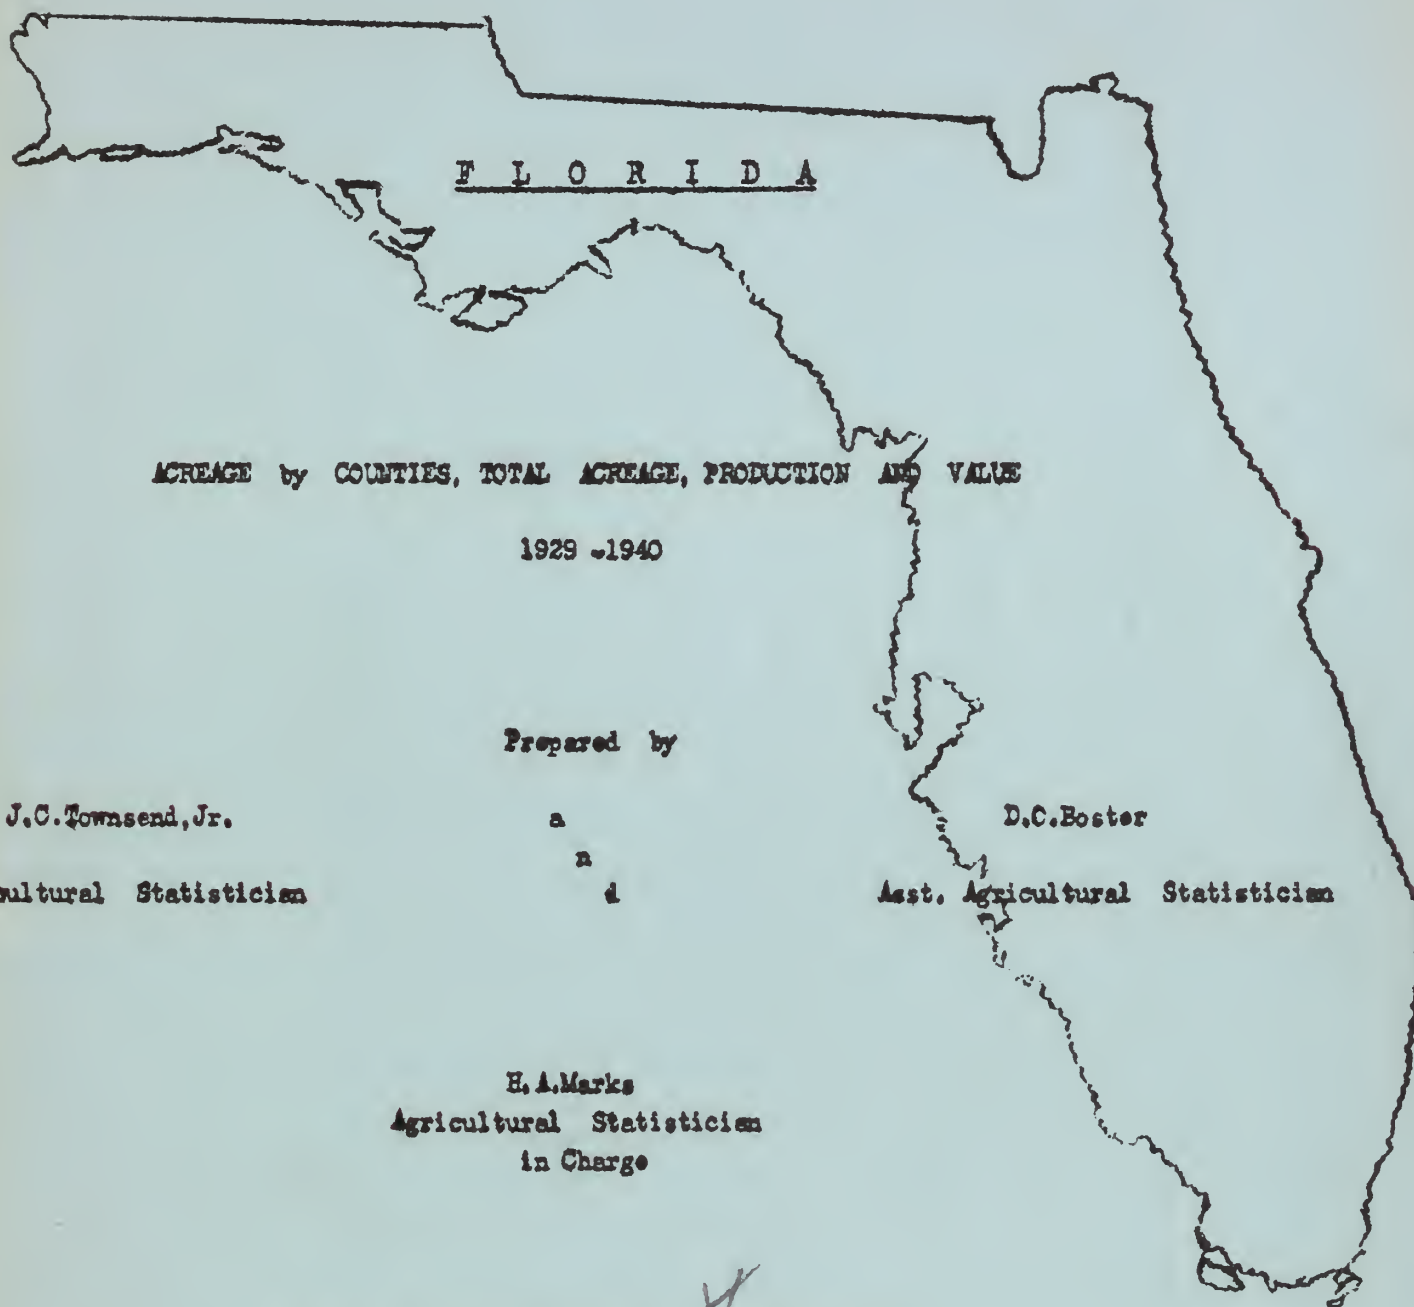 F L O R I D A
ACREAGE by COUNTIES, TOTAL ACREAGE, PRODUCTION AND VALUE
1929 -1940
Prepared by
J.C.Townsend,Jr. a D.C.Boster
n
cultural Statistician d Asst. Agricultural Statistician
H.A.Marks
Agricultural Statistician
in Charge